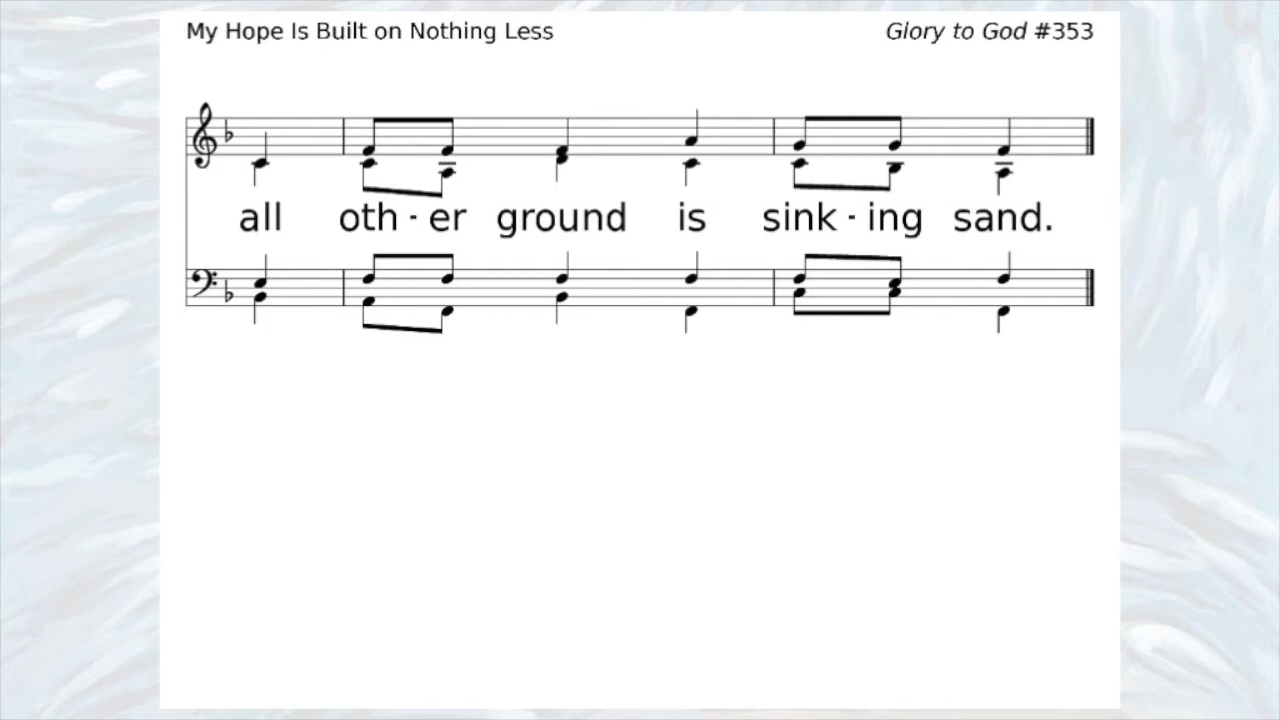 My Hope Is Built on Nothing Less Glory to God #353
all oth - er ground is sink - ing sand.